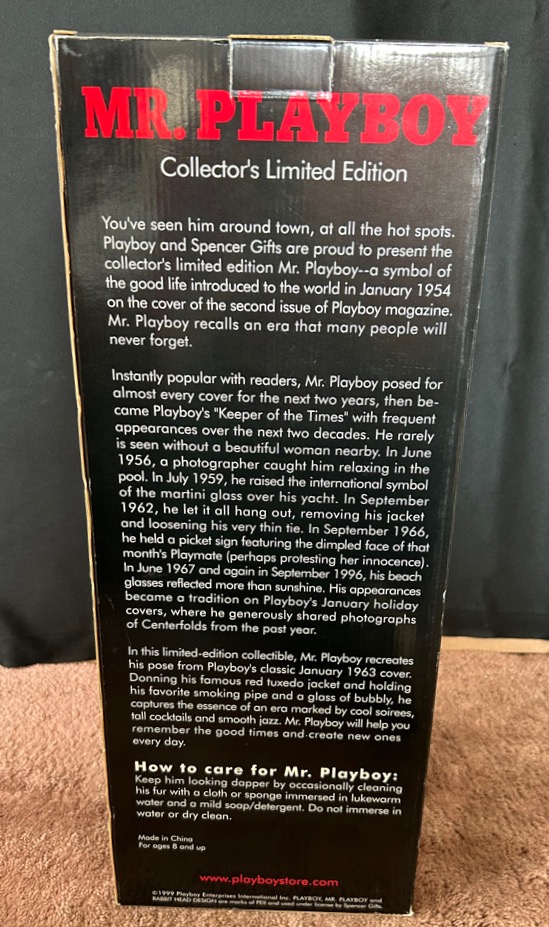 MR. PLAYBOY
Collector's Limited Edition
You've seen him around town, at all the hot spots.
Playboy and Spencer Gifts are proud to present the
collector's limited edition Mr. Playboy--a symbol of
the good life introduced to the world in January 1954
on the cover of the second issue of Playboy magazine.
Mr. Playboy recalls an era that many people will
never forget.
Instantly popular with readers, Mr. Playboy posed for
almost every cover for the next two years, then be-
came Playboy's "Keeper of the Times" with frequent
appearances over the next two decades. He rarely
is seen without a beautiful woman nearby. In June
1956, a photographer caught him relaxing in the
pool. In July 1959, he raised the international symbol
of the martini glass over his yacht. In September
1962, he let it all hang out, removing his jacket
and loosening his very thin tie. In September 1966,
he held a picket sign featuring the dimpled face of that
month's Playmate (perhaps protesting her innocence).
In June 1967 and again in September 1996, his beach
glasses reflected more than sunshine. His appearances
became a tradition on Playboy's January holiday
covers, where he generously shared photographs
of Centerfolds from the past year.
In this limited-edition collectible, Mr. Playboy recreates
his pose from Playboy's classic January 1963 cover.
Donning his famous red tuxedo jacket and holding
his favorite smoking pipe and a glass of bubbly, he
captures the essence of an era marked by cool soirees,
tall cocktails and smooth jazz. Mr. Playboy will help you
remember the good times and create new ones
every day.
How to care for Mr. Playboy:
Keep him looking dapper by occasionally cleaning
his fur with a cloth or sponge immersed in lukewarm
water and a mild soap/detergent. Do not immerse in
water or dry clean.
Made in China
For ages 8 and up
www.playboystore.com
©1999 Playboy Enterprises International Inc. PLAYBOY, MR. PLAYBOY and
RABBIT HEAD DESIGN are marks of PEII and used under license by Spencer Gifts.